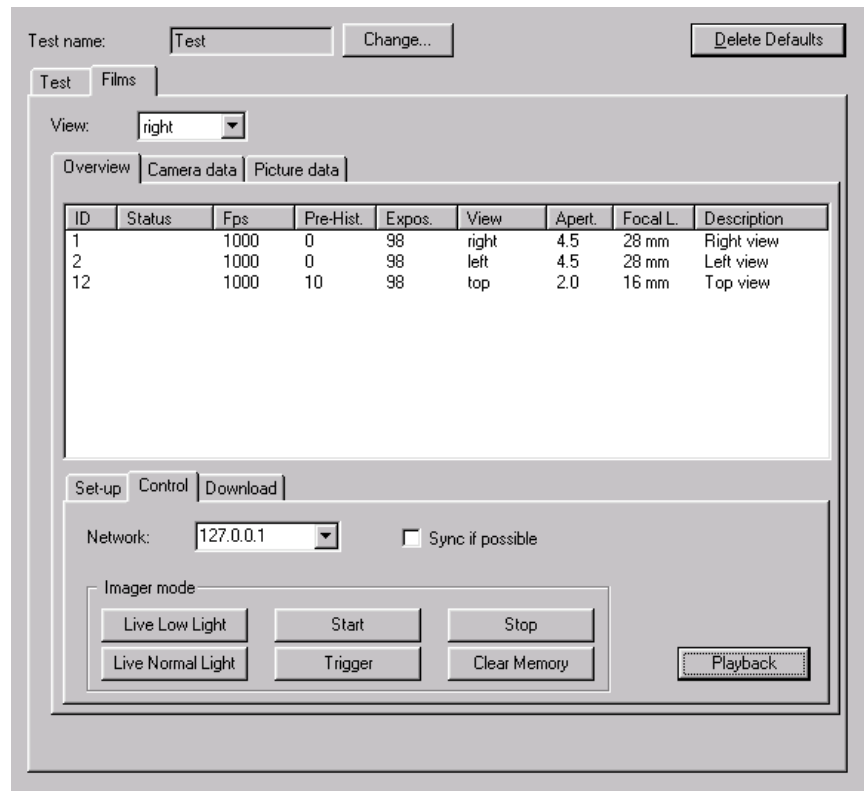 Test name: Test Change... Delete Defaults
Test Films
View: right
Overview Camera data Picture data
ID Status Fps Pre-Hist. Expos. View Apert. Focal L. Description
1 1000 0 98 right 4.5 28 mm Right view
2 1000 0 98 left 4.5 28 mm Left view
12 1000 10 98 top 2.0 16 mm Top view
Set-up Control Download
Network: 127.0.0.1 Sync if possible
Imager mode
Live Low Light Start Stop
Live Normal Light Trigger Clear Memory Playback